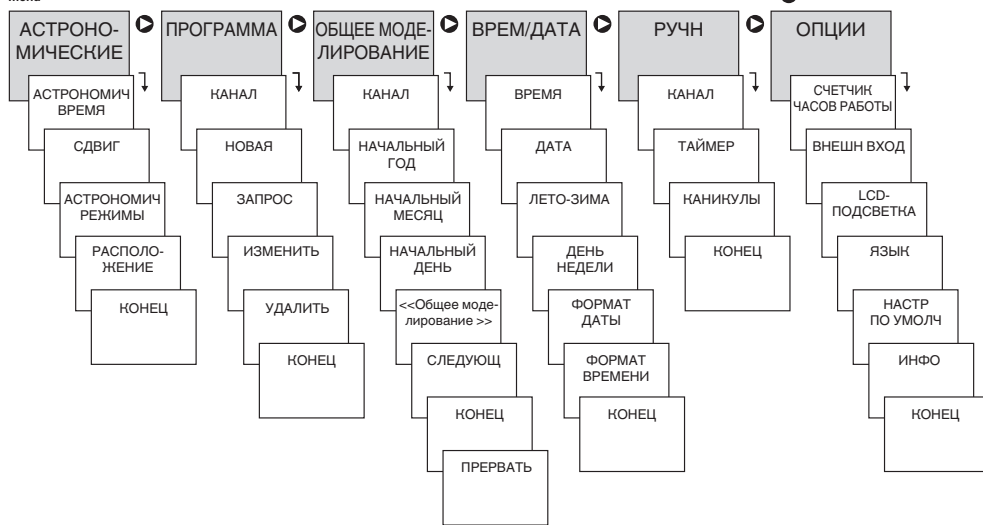 АСТРОНО-
МИЧЕСКИЕ
АСТРОНОМИЧ
ВРЕМЯ
СДВИГ
АСТРОНОМИЧ
РЕЖИМЫ
РАСПОЛО-
ЖЕНИЕ
КОНЕЦ
ПРОГРАММА
КАНАЛ
НОВАЯ
ЗАПРОС
ИЗМЕНИТЬ
УДАЛИТЬ
КОНЕЦ
ОБЩЕЕ МОДЕ-
ЛИРОВАНИЕ
КАНАЛ
НАЧАЛЬНЫЙ
ГОД
НАЧАЛЬНЫЙ
МЕСЯЦ
НАЧАЛЬНЫЙ
ДЕНЬ
<<Общее моде-
лирование >>
СЛЕДУЮЩ
КОНЕЦ
ПРЕРВАТЬ
ВРЕМ/ДАТА
ВРЕМЯ
ДАТА
ЛЕТО-ЗИМА
ДЕНЬ
НЕДЕЛИ
ФОРМАТ
ДАТЫ
ФОРМАТ
ВРЕМЕНИ
КОНЕЦ
РУЧН
КАНАЛ
ТАЙМЕР
КАНИКУЛЫ
КОНЕЦ
ОПЦИИ
СЧЕТЧИК
ЧАСОВ РАБОТЫ
ВНЕШН ВХОД
LCD-
ПОДСВЕТКА
ЯЗЫК
НАСТР
ПО УМОЛЧ
ИНФО
КОНЕЦ